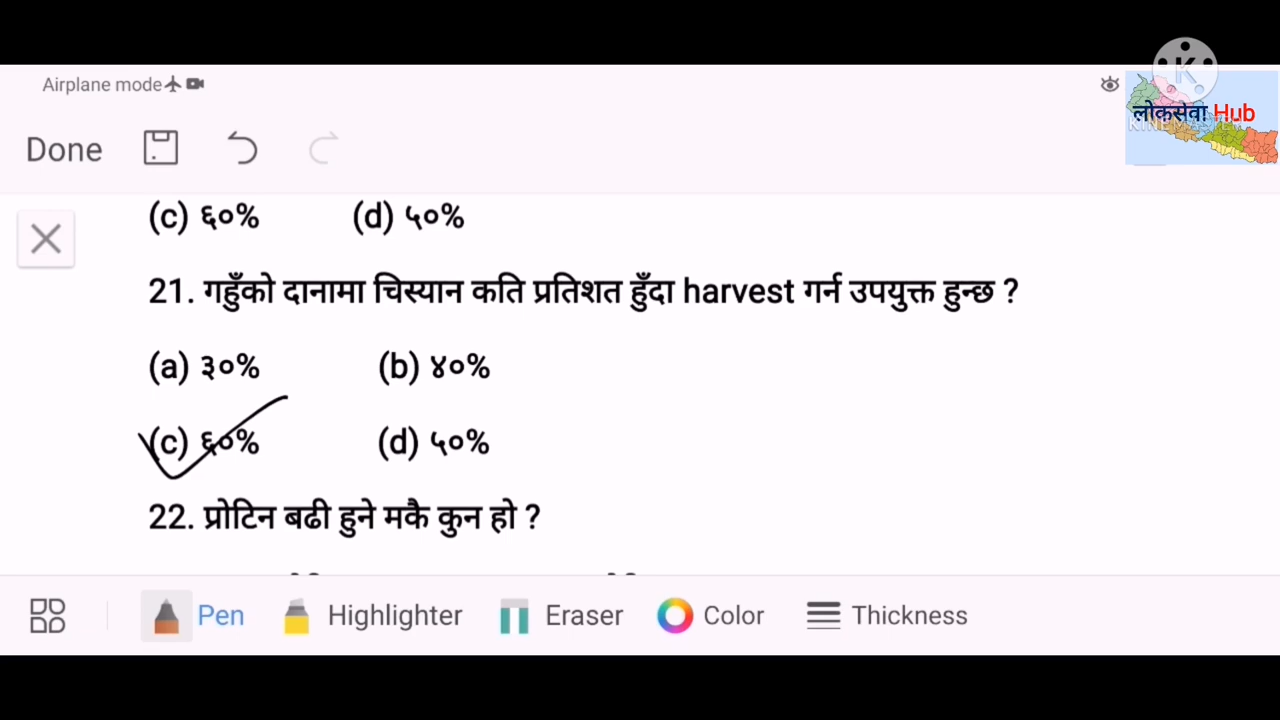 Airplane mode
लोकसेवा Hub
KINEMASTER
Done
(c) ६०% (d) ५०%
21. गहुँको दानामा चिस्यान कति प्रतिशत हुँदा harvest गर्न उपयुक्त हुन्छ ?
(a) ३०% (b) ४०%
(c) ६०% (d) ५०%
22. प्रोटिन बढी हुने मकै कुन हो ?
Pen Highlighter Eraser Color Thickness